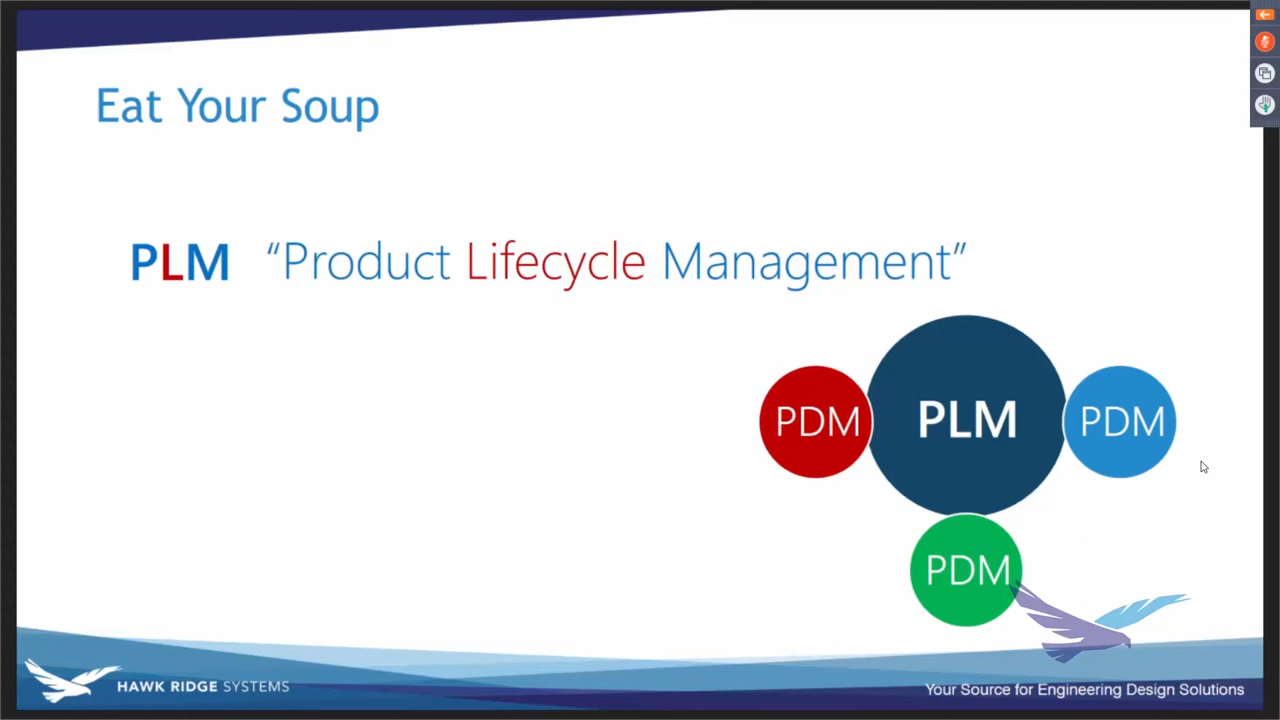 Eat Your Soup
PLM “Product Lifecycle Management”
PDM PLM PDM
PDM
HAWK RIDGE SYSTEMS
Your Source for Engineering Design Solutions